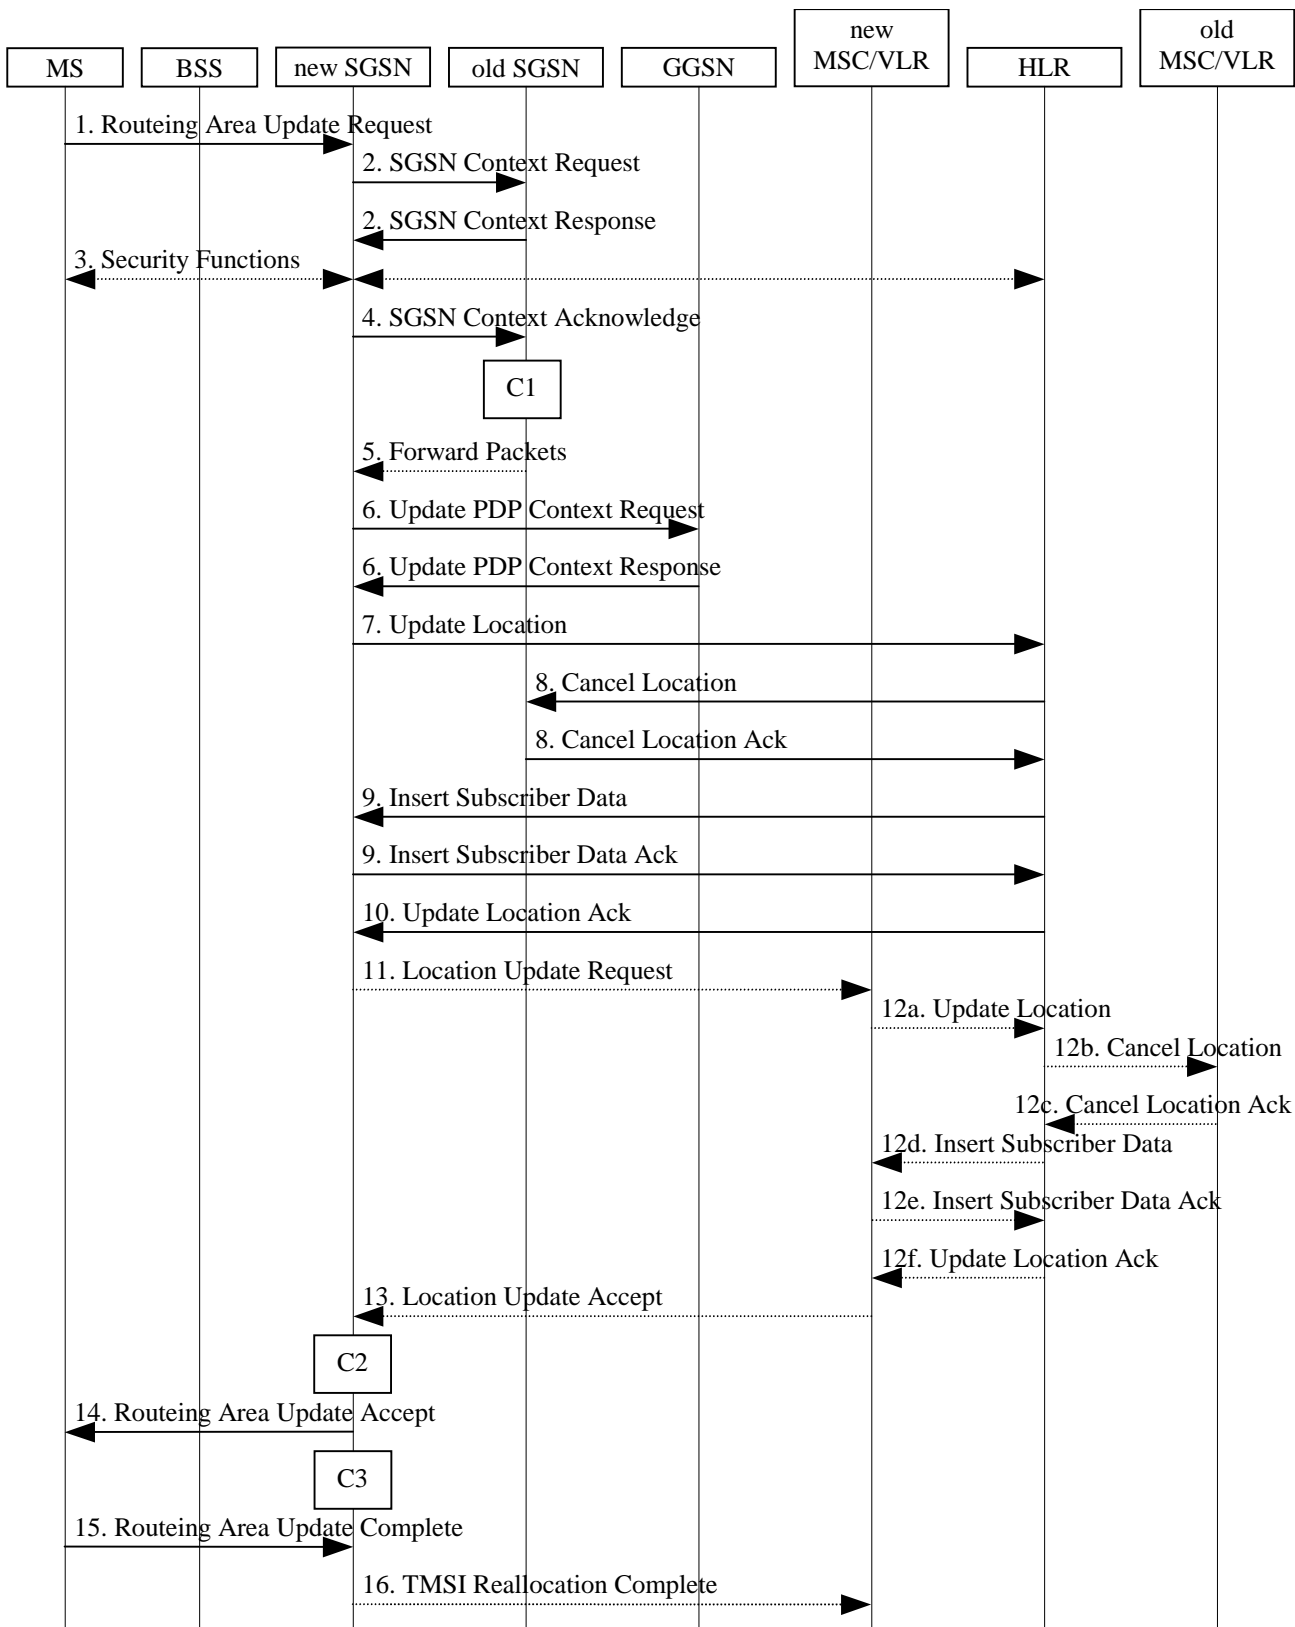 new
MSC/VLR
old
MSC/VLR
MS
BSS
new SGSN
old SGSN
GGSN
HLR
1. Routeing Area Update Request
2. SGSN Context Request
2. SGSN Context Response
3. Security Functions
4. SGSN Context Acknowledge
C1
5. Forward Packets
6. Update PDP Context Request
6. Update PDP Context Response
7. Update Location
8. Cancel Location
8. Cancel Location Ack
9. Insert Subscriber Data
9. Insert Subscriber Data Ack
10. Update Location Ack
11. Location Update Request
12a. Update Location
12b. Cancel Location
12c. Cancel Location Ack
12d. Insert Subscriber Data
12e. Insert Subscriber Data Ack
12f. Update Location Ack
13. Location Update Accept
C2
14. Routeing Area Update Accept
C3
15. Routeing Area Update Complete
16. TMSI Reallocation Complete